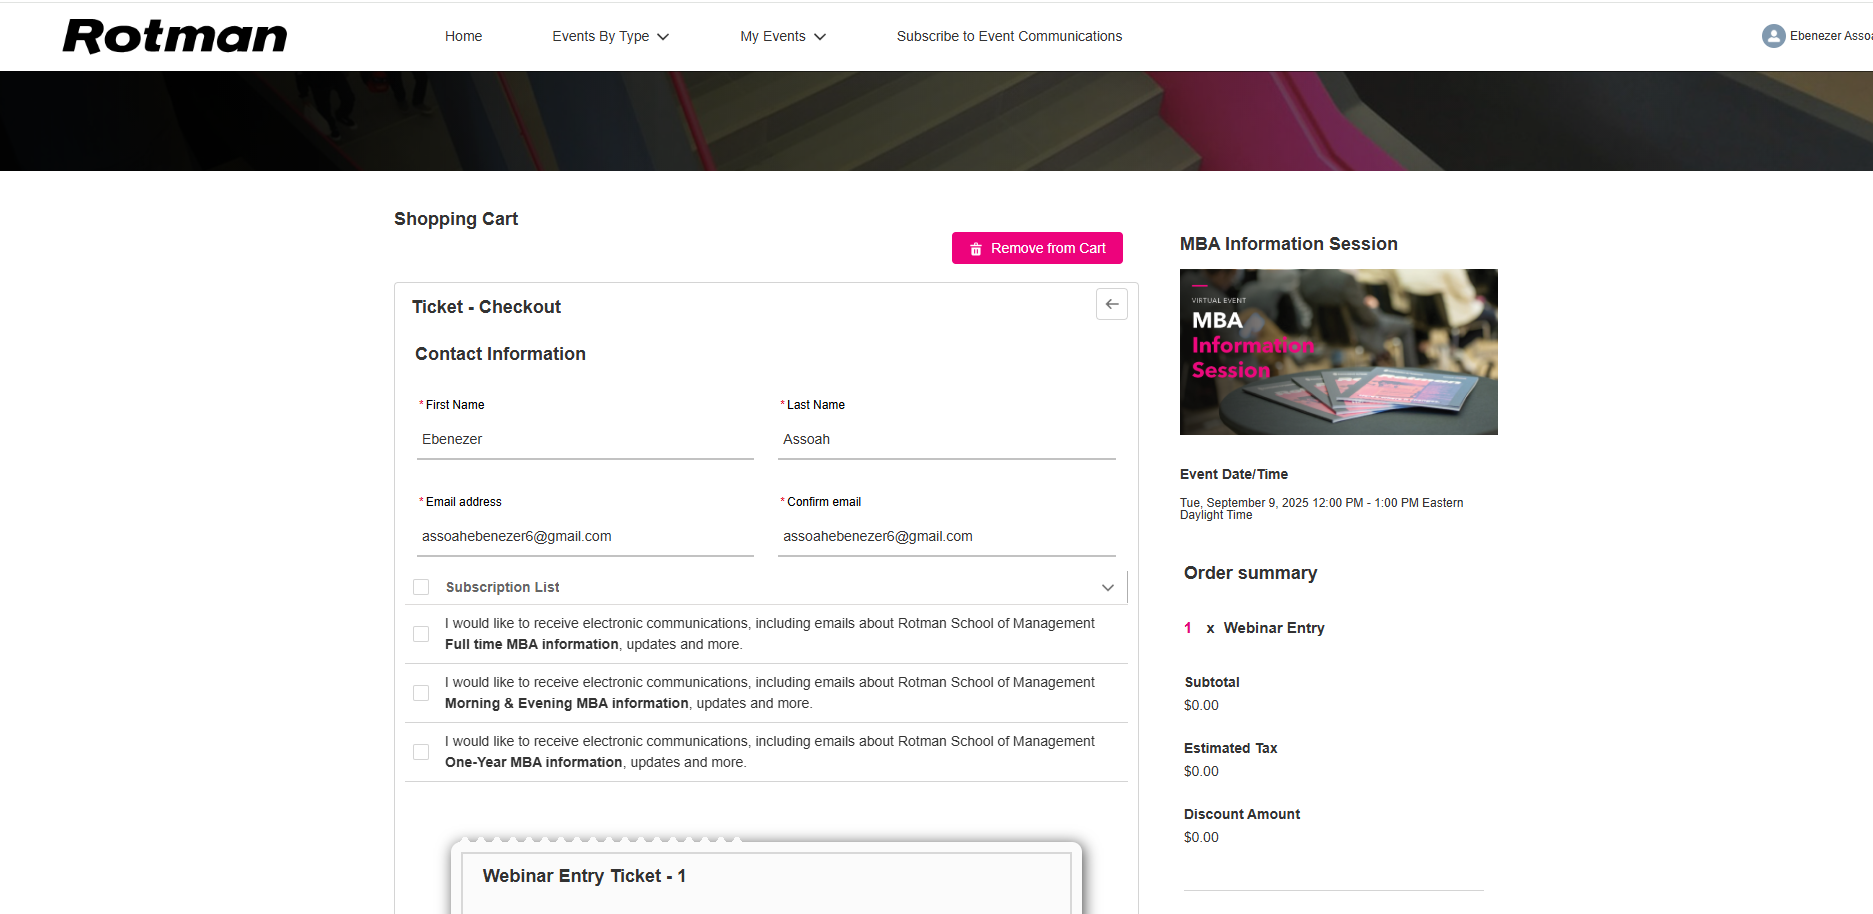 Rotman
Home
Events By Type
My Events
Subscribe to Event Communications
Ebenezer Assoa
Shopping Cart
Remove from Cart
Ticket - Checkout
Contact Information
* First Name
* Last Name
Ebenezer
Assoah
* Email address
* Confirm email
assoahebenezer6@gmail.com
assoahebenezer6@gmail.com
Subscription List
I would like to receive electronic communications, including emails about Rotman School of Management
Full time MBA information, updates and more.
I would like to receive electronic communications, including emails about Rotman School of Management
Morning & Evening MBA information, updates and more.
I would like to receive electronic communications, including emails about Rotman School of Management
One-Year MBA information, updates and more.
Webinar Entry Ticket - 1
MBA Information Session
VIRTUAL EVENT
MBA
Information
Session
Rotman
Event Date/Time
Tue, September 9, 2025 12:00 PM - 1:00 PM Eastern
Daylight Time
Order summary
1 x Webinar Entry
Subtotal
$0.00
Estimated Tax
$0.00
Discount Amount
$0.00